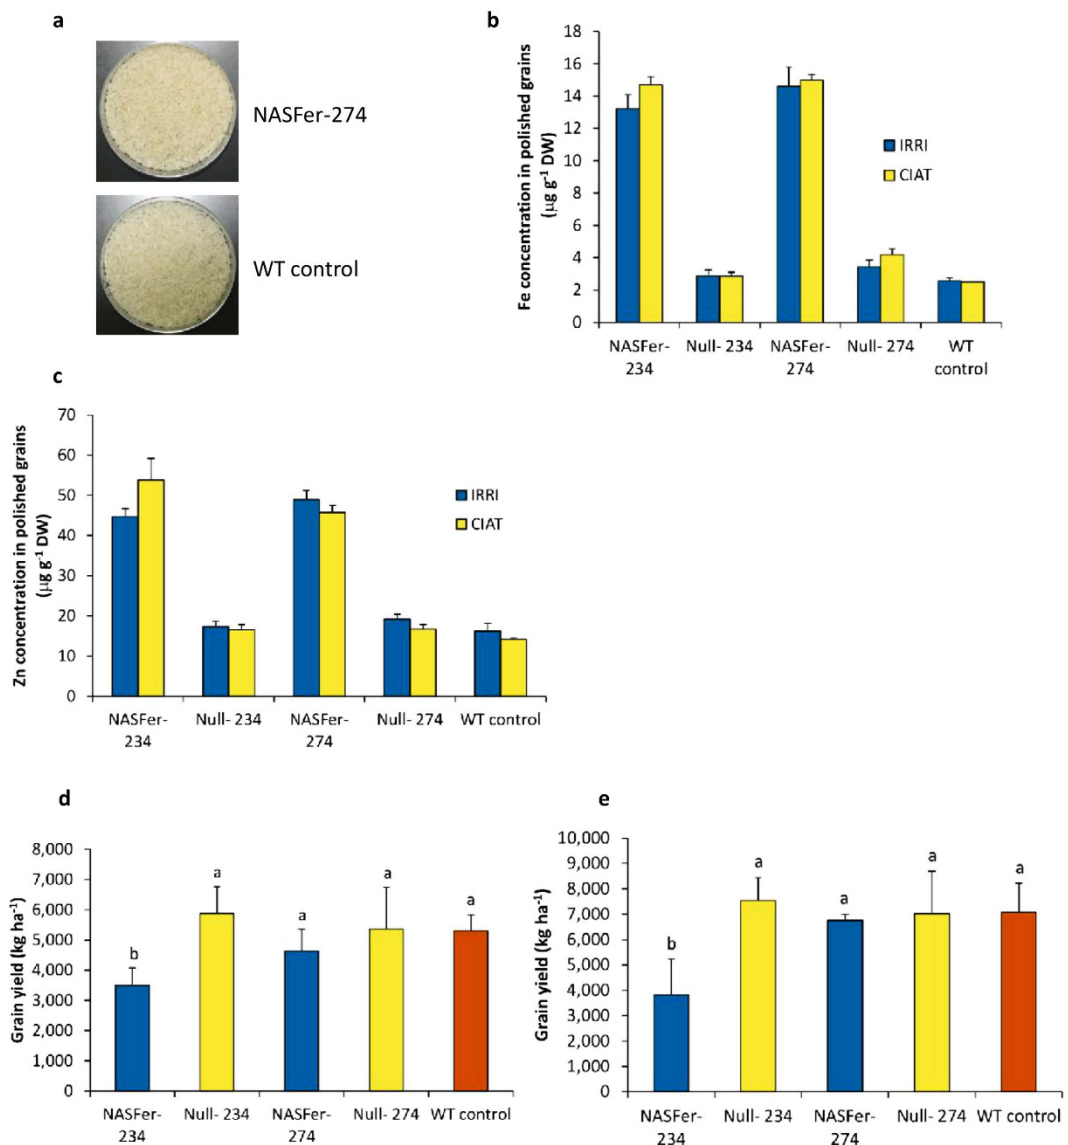 a
NASFer-274
WT control
b
Fe concentration in polished grains
(µg g-1 DW)
18
16
14
12
10
8
6
4
2
0
IRRI
CIAT
NASFer-
234
Null- 234
NASFer-
274
Null- 274
WT
control
c
Zn concentration in polished grains
(µg g-1 DW)
70
60
50
40
30
20
10
0
IRRI
CIAT
NASFer-
234
Null- 234
NASFer-
274
Null- 274
WT control
d
Grain yield (kg ha-1)
8,000
7,000
6,000
5,000
4,000
3,000
2,000
1,000
0
b
a
a
a
a
NASFer-
234
Null- 234
NASFer-
274
Null- 274
WT control
e
Grain yield (kg ha-1)
10,000
9,000
8,000
7,000
6,000
5,000
4,000
3,000
2,000
1,000
0
b
a
a
a
a
NASFer-
234
Null- 234
NASFer-
274
Null- 274
WT control